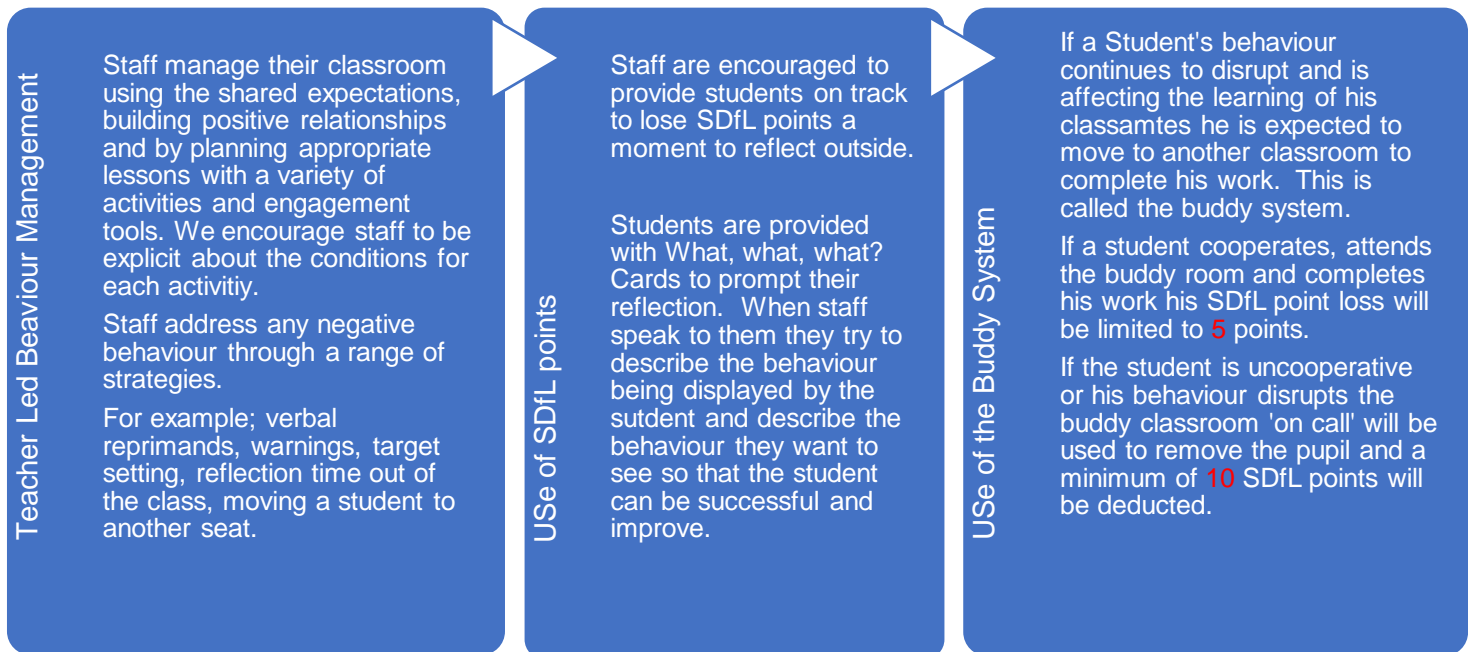 Teacher Led Beaviour Management
Staff manage their classroom
using the shared expectations,
building positive relationships
and by planning appropriate
lessons with a variety of
activities and engagement
tools. We encourage staff to be
explicit about the conditions for
each activitiy.
Staff address any negative
behaviour through a range of
strategies.
For example; verbal
reprimands, warnings, target
setting, reflection time out of
the class, moving a student to
another seat.
USe of SDfL points
Staff are encouraged to
provide students on track
to lose SDfL points a
moment to reflect outside.
Students are provided
with What, what, what?
Cards to prompt their
reflection.  When staff
speak to them they try to
describe the behaviour
being displayed by the
sutdent and describe the
behaviour they want to
see so that the student
can be successful and
improve.
USe of the Buddy System
If a Student's behaviour
continues to disrupt and is
affecting the learning of his
classamtes he is expected to
move to another classroom to
complete his work.  This is
called the buddy system.
If a student cooperates, attends
the buddy room and completes
his work his SDfL point loss will
be limited to 5 points.
If the student is uncooperative
or his behaviour disrupts the
buddy classroom 'on call' will be
used to remove the pupil and a
minimum of 10 SDfL points will
be deducted.